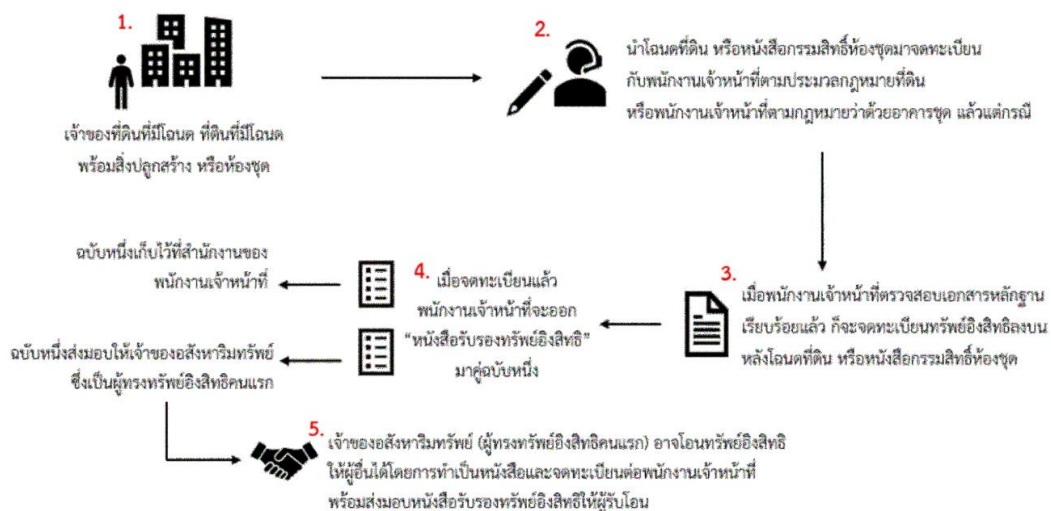 1.
เจ้าของที่ดินที่มีโฉนด ที่ดินที่มีโฉนด
พร้อมสิ่งปลูกสร้าง หรือห้องชุด
2.
นำโฉนดที่ดิน หรือหนังสือกรรมสิทธิ์ห้องชุดมาจดทะเบียน
กับพนักงานเจ้าหน้าที่ตามประมวลกฎหมายที่ดิน
หรือพนักงานเจ้าหน้าที่ตามกฎหมายว่าด้วยอาคารชุด แล้วแต่กรณี
3.
เมื่อพนักงานเจ้าหน้าที่ตรวจสอบเอกสารหลักฐาน
เรียบร้อยแล้ว ก็จะจดทะเบียนทรัพย์อิงสิทธิลงบน
หลังโฉนดที่ดิน หรือหนังสือกรรมสิทธิ์ห้องชุด
4. เมื่อจดทะเบียนแล้ว
พนักงานเจ้าหน้าที่จะออก
“หนังสือรับรองทรัพย์อิงสิทธิ”
มาคู่ฉบับหนึ่ง
ฉบับหนึ่งเก็บไว้ที่สำนักงานของ
พนักงานเจ้าหน้าที่
ฉบับหนึ่งส่งมอบให้เจ้าของอสังหาริมทรัพย์
ซึ่งเป็นผู้ทรงทรัพย์อิงสิทธิคนแรก
5. เจ้าของอสังหาริมทรัพย์ (ผู้ทรงทรัพย์อิงสิทธิคนแรก) อาจโอนทรัพย์อิงสิทธิ
ให้ผู้อื่นได้โดยการทำเป็นหนังสือและจดทะเบียนต่อพนักงานเจ้าหน้าที่
พร้อมส่งมอบหนังสือรับรองทรัพย์อิงสิทธิให้ผู้รับโอน